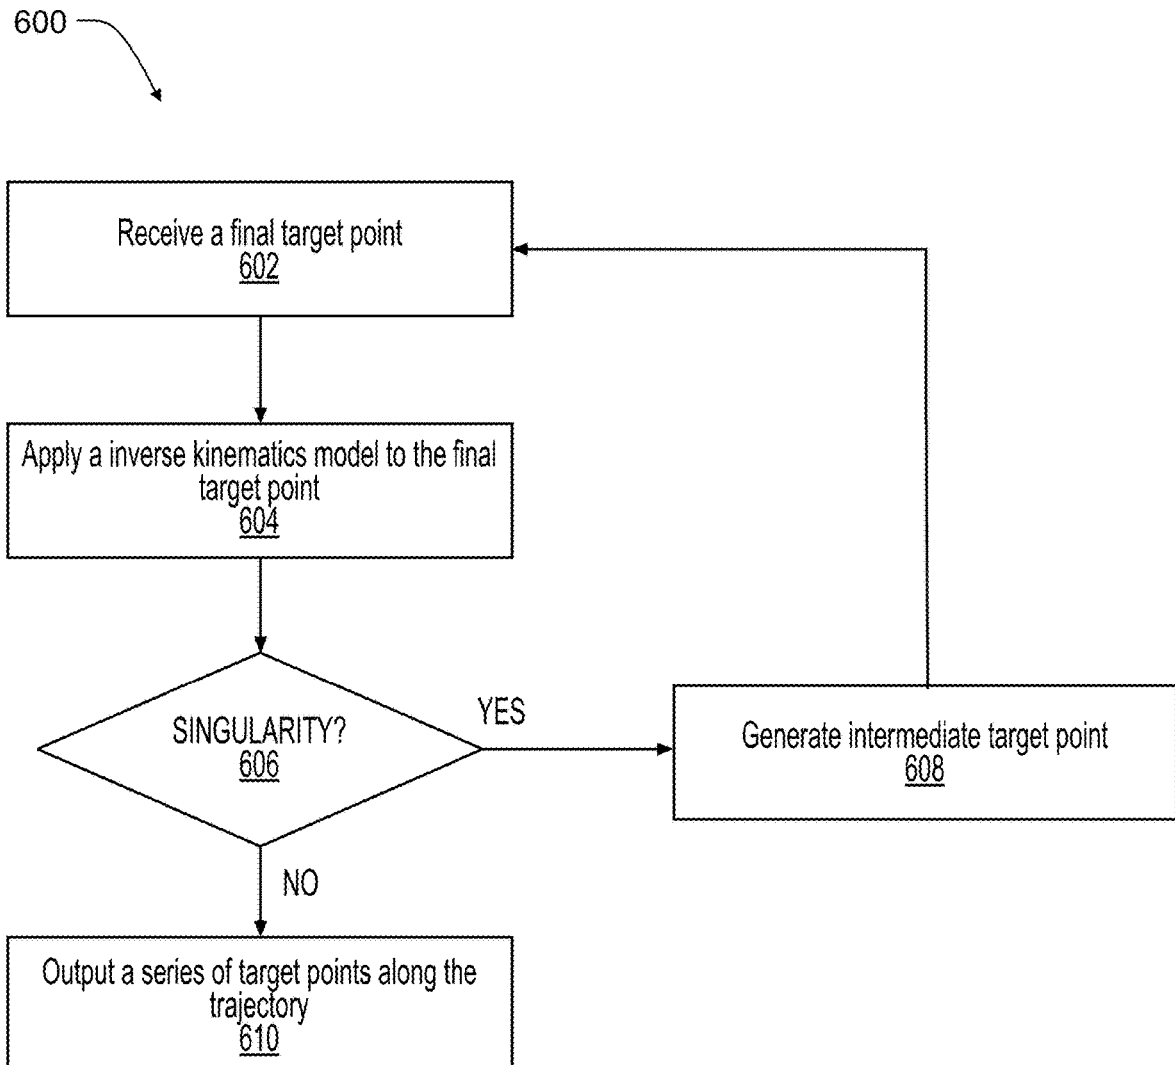 600
Receive a final target point
602
Apply a inverse kinematics model to the final
target point
604
SINGULARITY?
606
YES
Generate intermediate target point
608
NO
Output a series of target points along the
trajectory
610